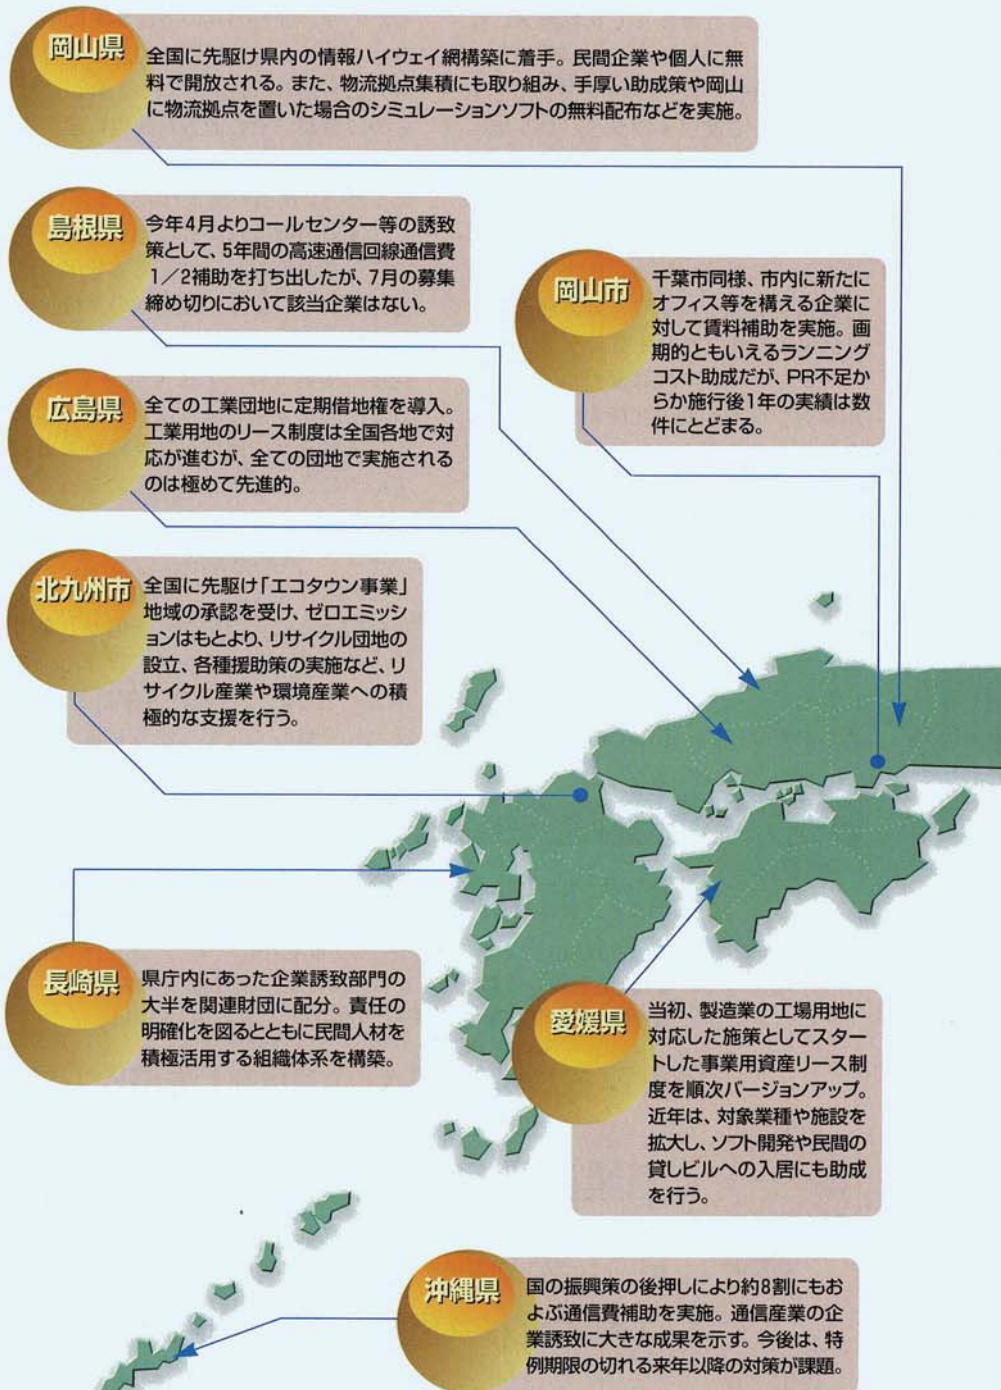 岡山県
全国に先駆け県内の情報ハイウェイ網構築に着手。民間企業や個人に無
料で開放される。また、物流拠点集積にも取り組み、手厚い助成策や岡山
に物流拠点を置いた場合のシミュレーションソフトの無料配布などを実施。
島根県
今年4月よりコールセンター等の誘致
策として、5年間の高速通信回線通信費
1/2補助を打ち出したが、7月の募集
締め切りにおいて該当企業はない。
岡山市
千葉市同様、市内に新たに
オフィス等を構える企業に
対して賃料補助を実施。画
期的ともいえるランニング
コスト助成だが、PR不足か
らか施行後1年の実績は数
件にとどまる。
広島県
全ての工業団地に定期借地権を導入。
工業用地のリース制度は全国各地で対
応が進むが、全ての団地で実施される
のは極めて先進的。
北九州市
全国に先駆け「エコタウン事業」
地域の承認を受け、ゼロエミッシ
ョンはもとより、リサイクル団地の
設立、各種援助策の実施など、リ
サイクル産業や環境産業への積
極的な支援を行う。
長崎県
県庁内にあった企業誘致部門の
大半を関連財団に配分。責任の
明確化を図るとともに民間人材を
積極活用する組織体系を構築。
愛媛県
当初、製造業の工場用地に
対応した施策としてスター
トした事業用資産リース制
度を順次バージョンアップ。
近年は、対象業種や施設を
拡大し、ソフト開発や民間の
貸しビルへの入居にも助成
を行う。
沖縄県
国の振興策の後押しにより約8割にもお
よぶ通信費補助を実施。通信産業の企
業誘致に大きな成果を示す。今後は、特
例期限の切れる来年以降の対策が課題。